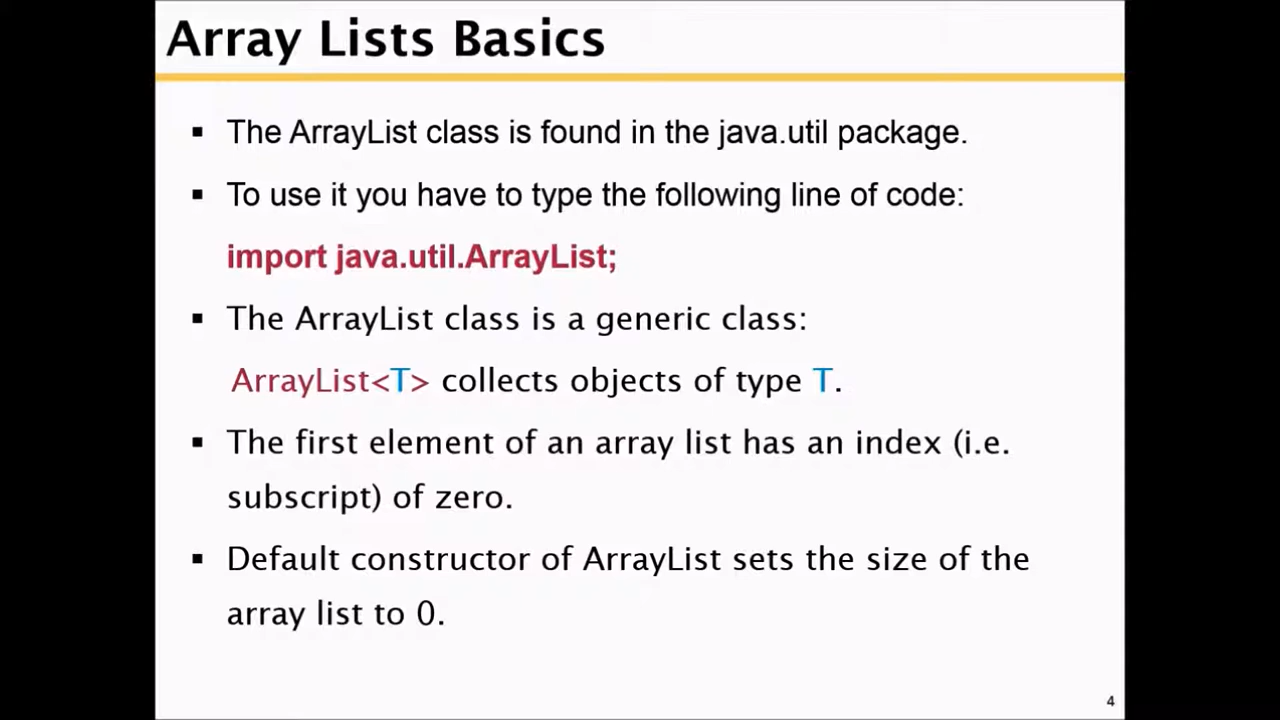 Array Lists Basics
▪ The ArrayList class is found in the java.util package.
▪ To use it you have to type the following line of code:
import java.util.ArrayList;
▪ The ArrayList class is a generic class:
ArrayList<T> collects objects of type T.
▪ The first element of an array list has an index (i.e.
subscript) of zero.
▪ Default constructor of ArrayList sets the size of the
array list to 0.
4